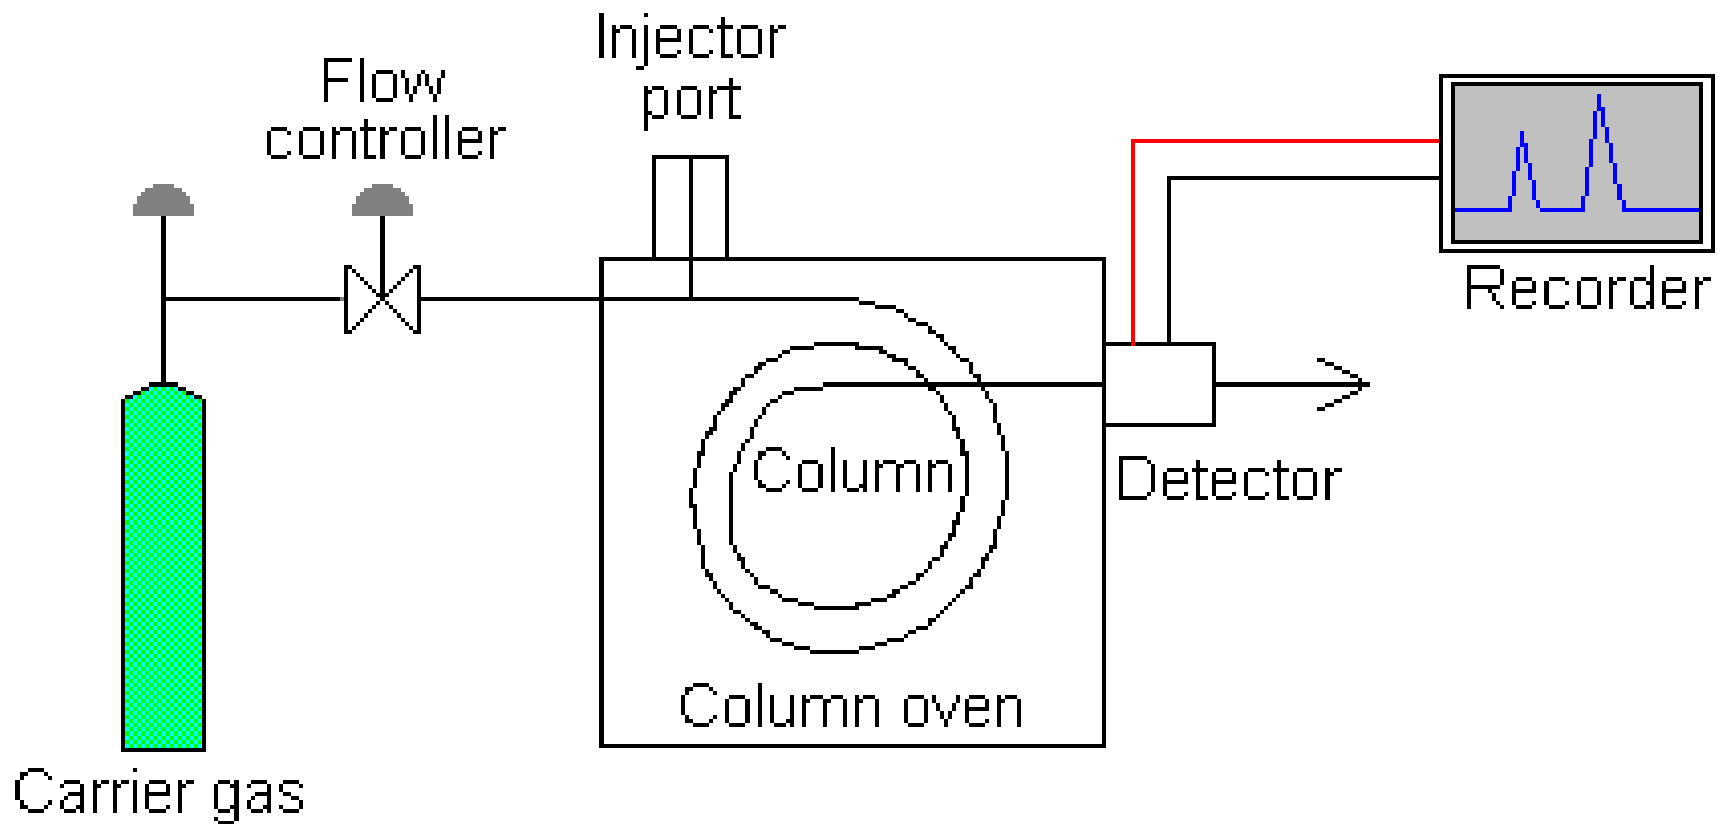 Injector
port
Flow
controller
Recorder
Column
Detector
Column oven
Carrier gas